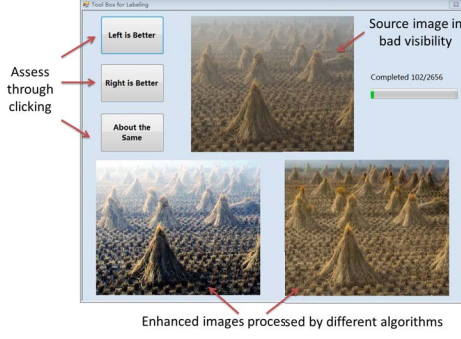 Tool Box for Labeling
Left is Better
Right is Better
About the
Same
Assess
through
clicking
Source image in
bad visibility
Completed 102/2656
Enhanced images processed by different algorithms